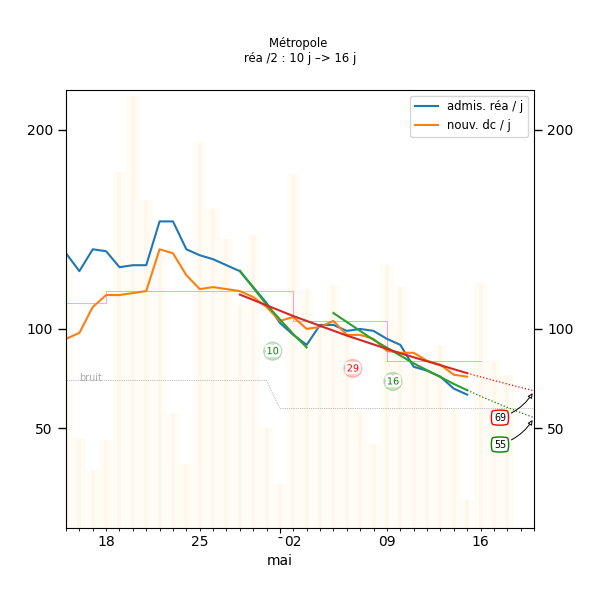 Métropole
réa /2 : 10 j –> 16 j
admis. réa / j
nouv. dc / j
200
200
100
100
10
29
16
bruit
69
50
50
55
18
25
02
09
16
mai